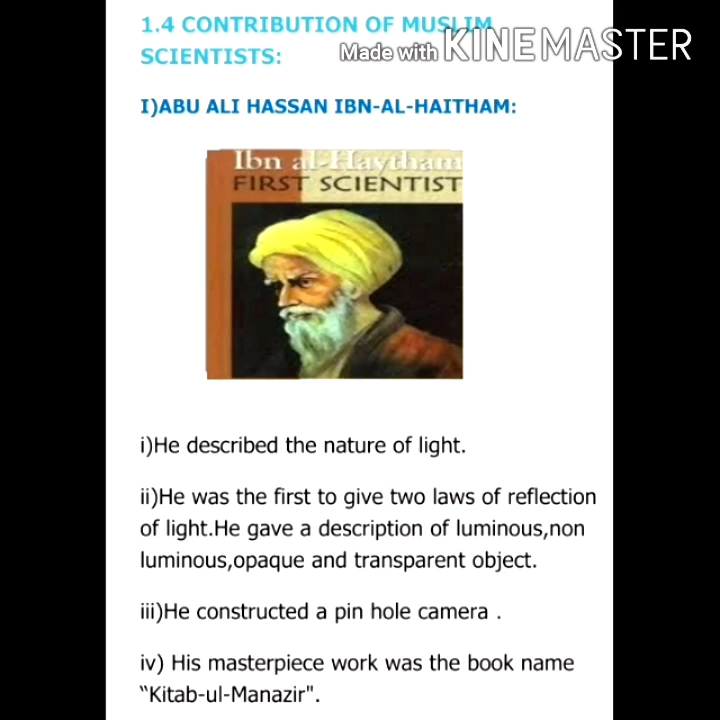 1.4 CONTRIBUTION OF MUSLIM
SCIENTISTS:
Made with KINEMASTER
I)ABU ALI HASSAN IBN-AL-HAITHAM:
Ibn al-Haytham
FIRST SCIENTIST
i)He described the nature of light.
ii)He was the first to give two laws of reflection
of light.He gave a description of luminous,non
luminous,opaque and transparent object.
iii)He constructed a pin hole camera .
iv) His masterpiece work was the book name
“Kitab-ul-Manazir".